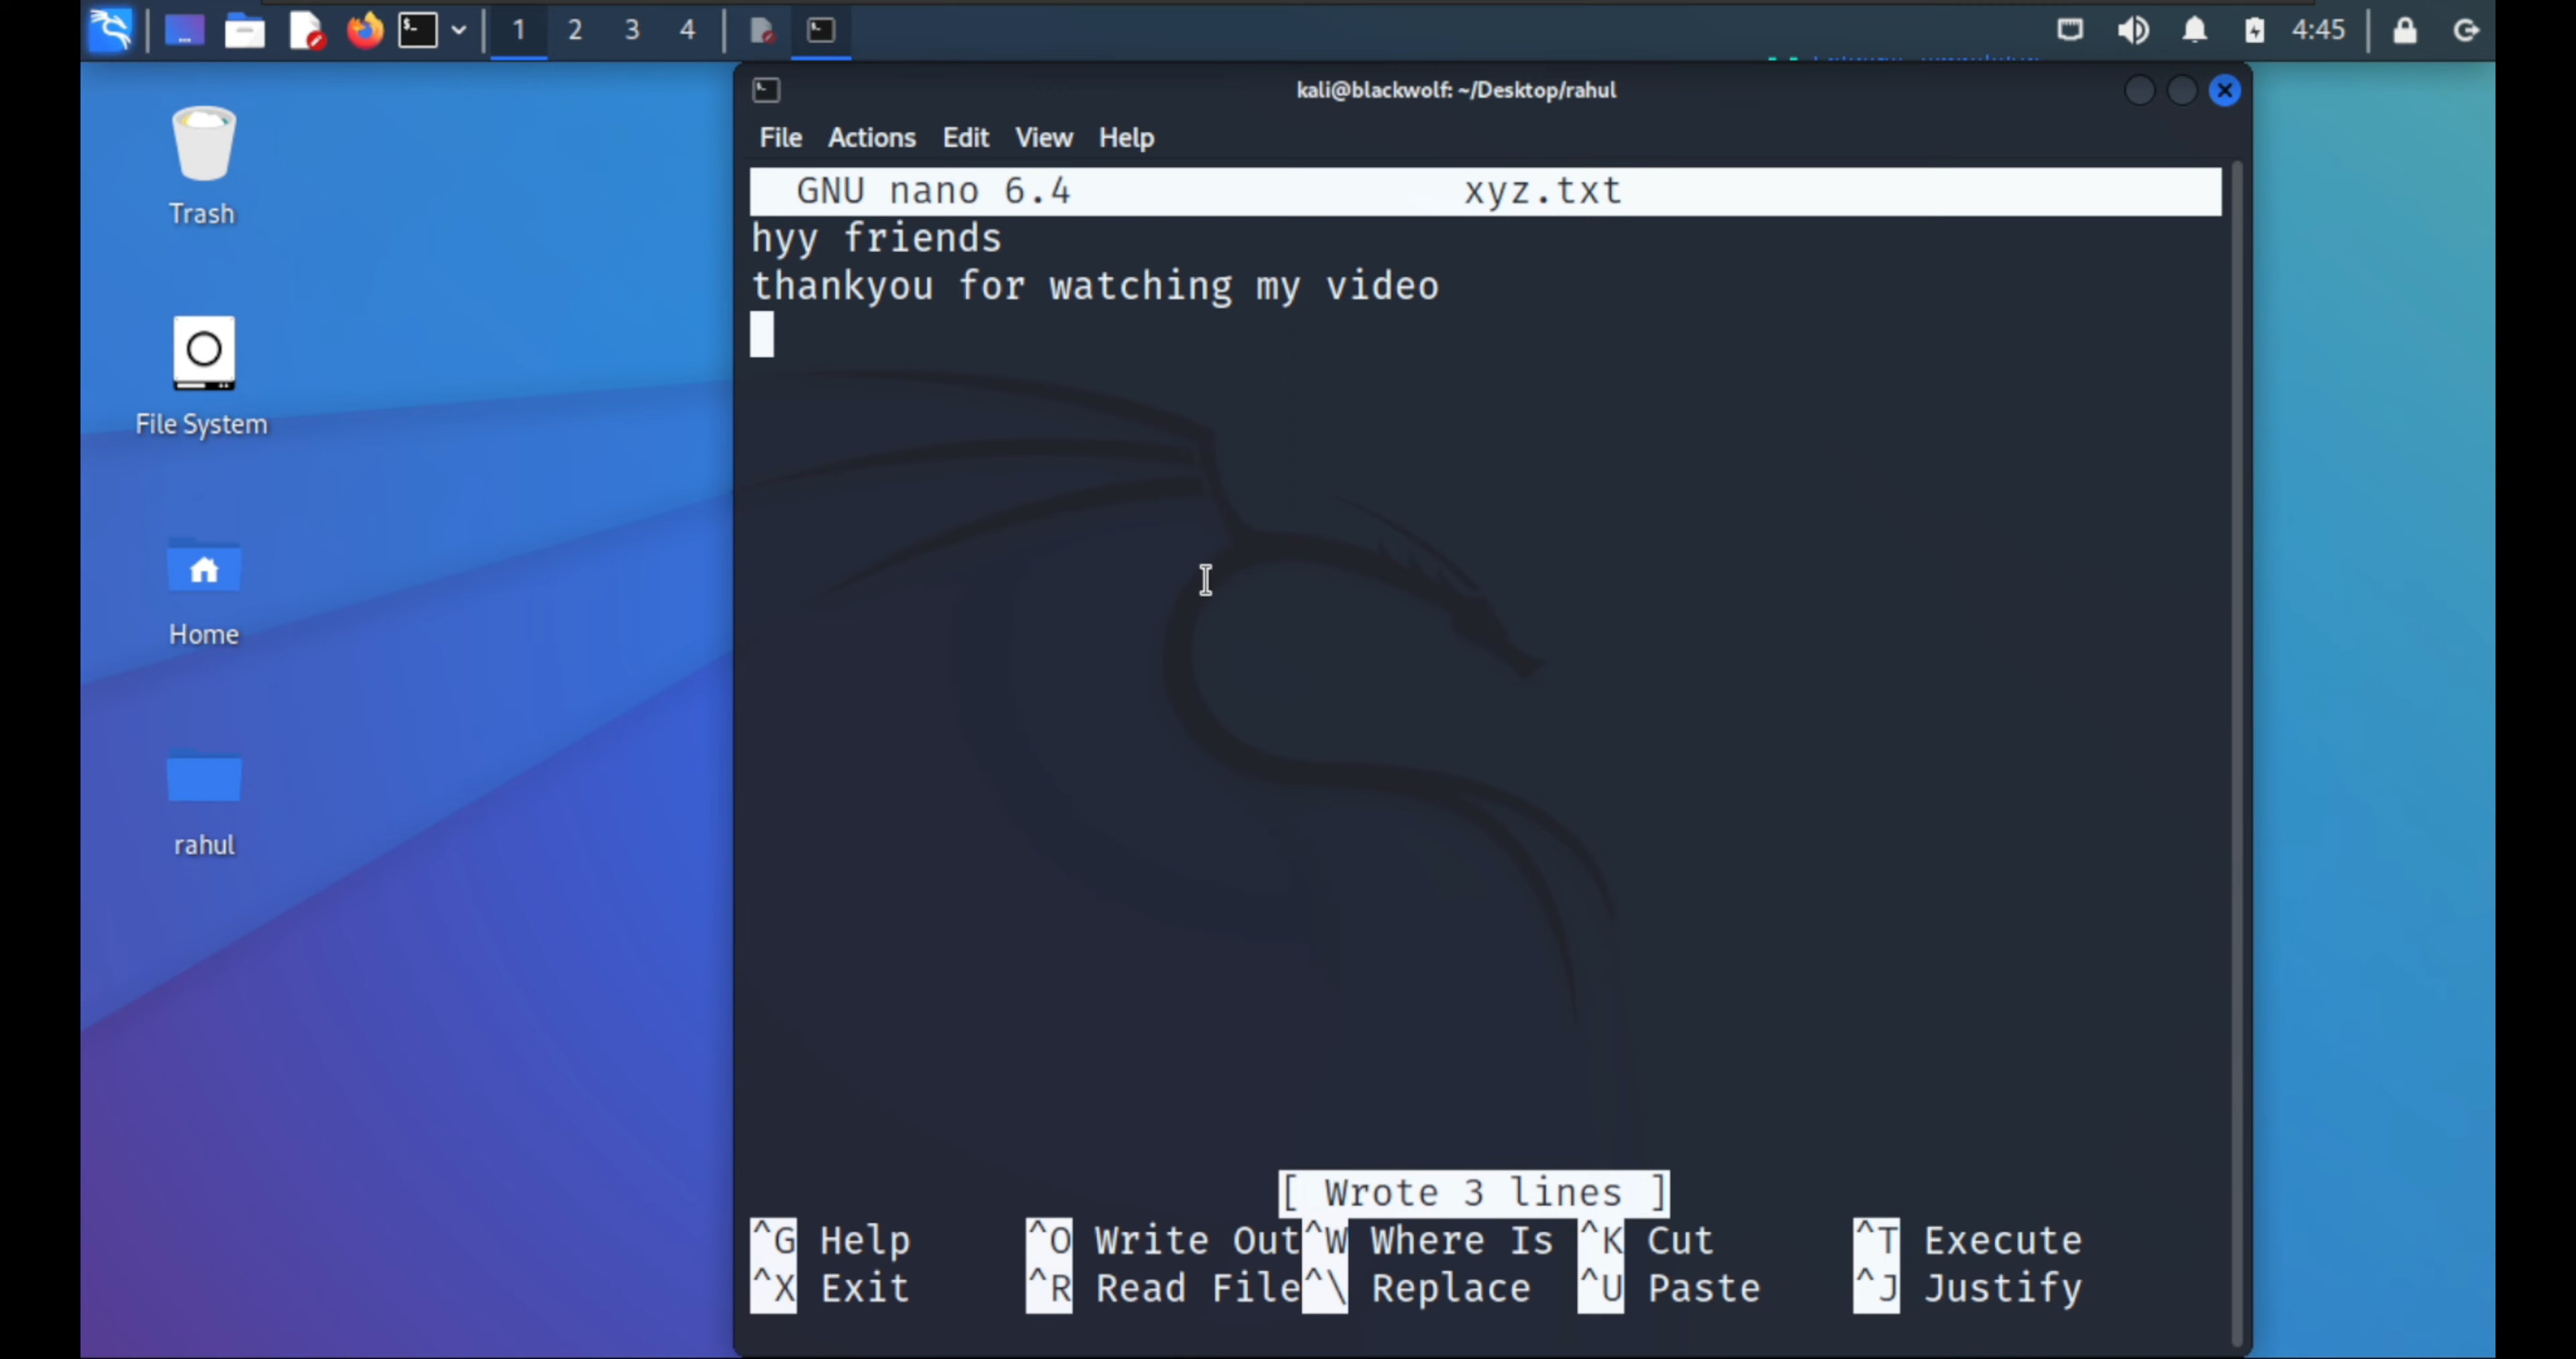 1 2 3 4
4:45
Trash
File System
Home
rahul
kali@blackwolf: ~/Desktop/rahul
File Actions Edit View Help
GNU nano 6.4 xyz.txt
hyy friends
thankyou for watching my video
[ Wrote 3 lines ]
^G Help ^O Write Out ^W Where Is ^K Cut ^T Execute
^X Exit ^R Read File ^\ Replace ^U Paste ^J Justify